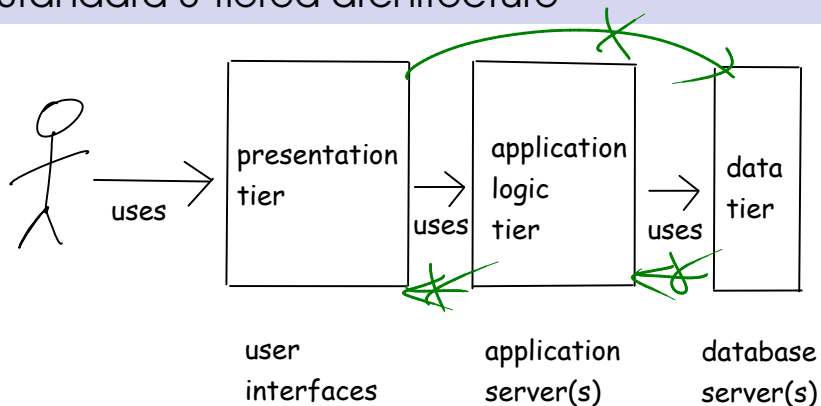 standard 3-tiered architecture
presentation
tier
application
logic
tier
data
tier
uses
uses
uses
user
interfaces
application
server(s)
database
server(s)